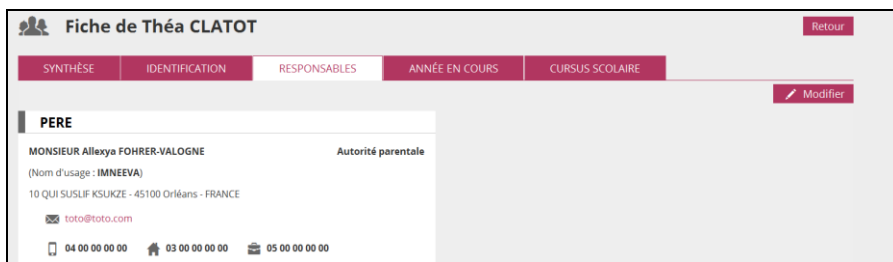 Fiche de Théa CLATOT
Retour
SYNTHÈSE IDENTIFICATION RESPONSABLES ANNÉE EN COURS CURSUS SCOLAIRE
Modifier
PERE
MONSIEUR Allexya FOHRER-VALOGNE Autorité parentale
(Nom d'usage : IMNEEVA)
10 QUI SUSLIF KSUKZE - 45100 Orléans - FRANCE
toto@toto.com
04 00 00 00 00 03 00 00 00 00 05 00 00 00 00